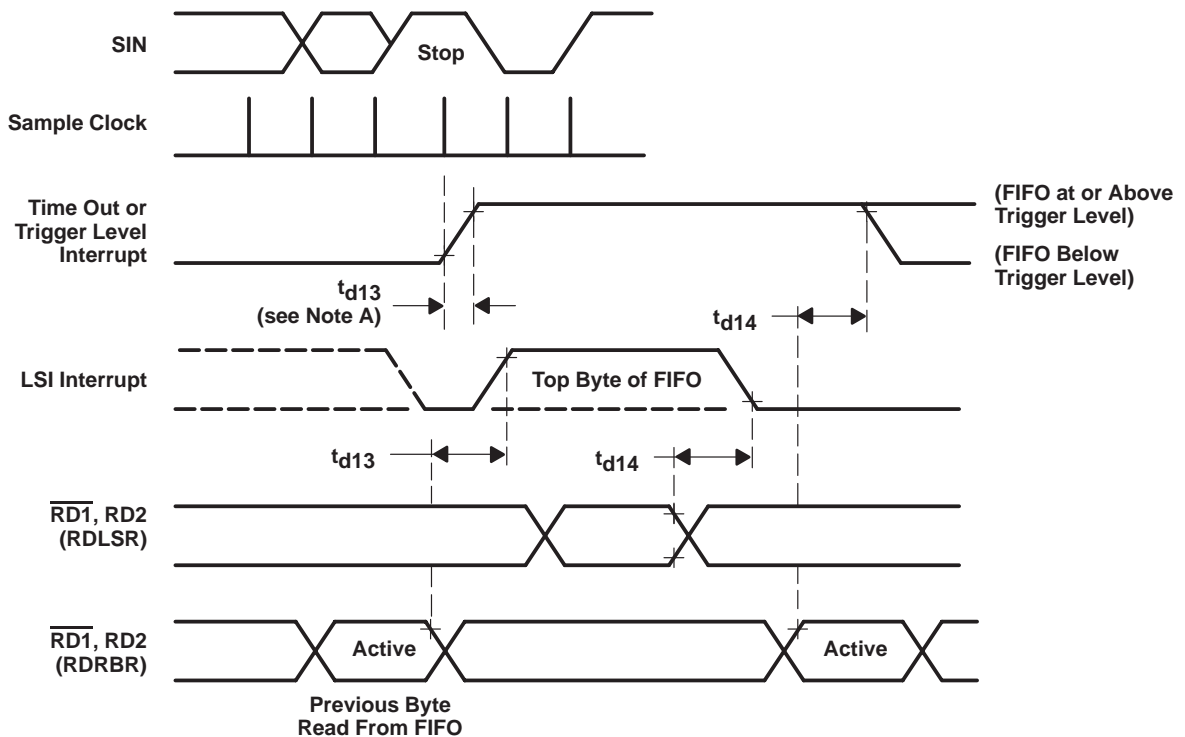 SIN
Stop
Sample Clock
Time Out or
Trigger Level
Interrupt
(FIFO at or Above
Trigger Level)
(FIFO Below
Trigger Level)
td13
(see Note A)
td14
LSI Interrupt
Top Byte of FIFO
td13
td14
RD1, RD2
(RDLSR)
RD1, RD2
(RDRBR)
Active
Active
Previous Byte
Read From FIFO